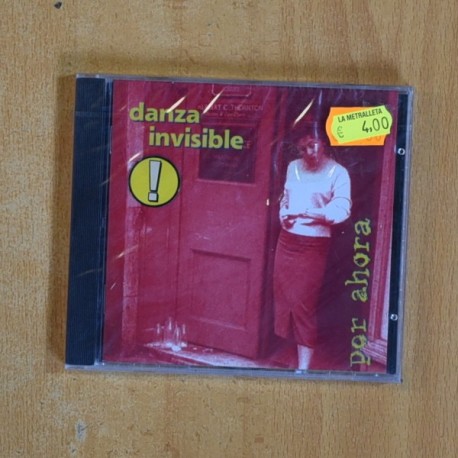 danza
invisible
!
LA METRALLETA
€ 4,00
por ahora